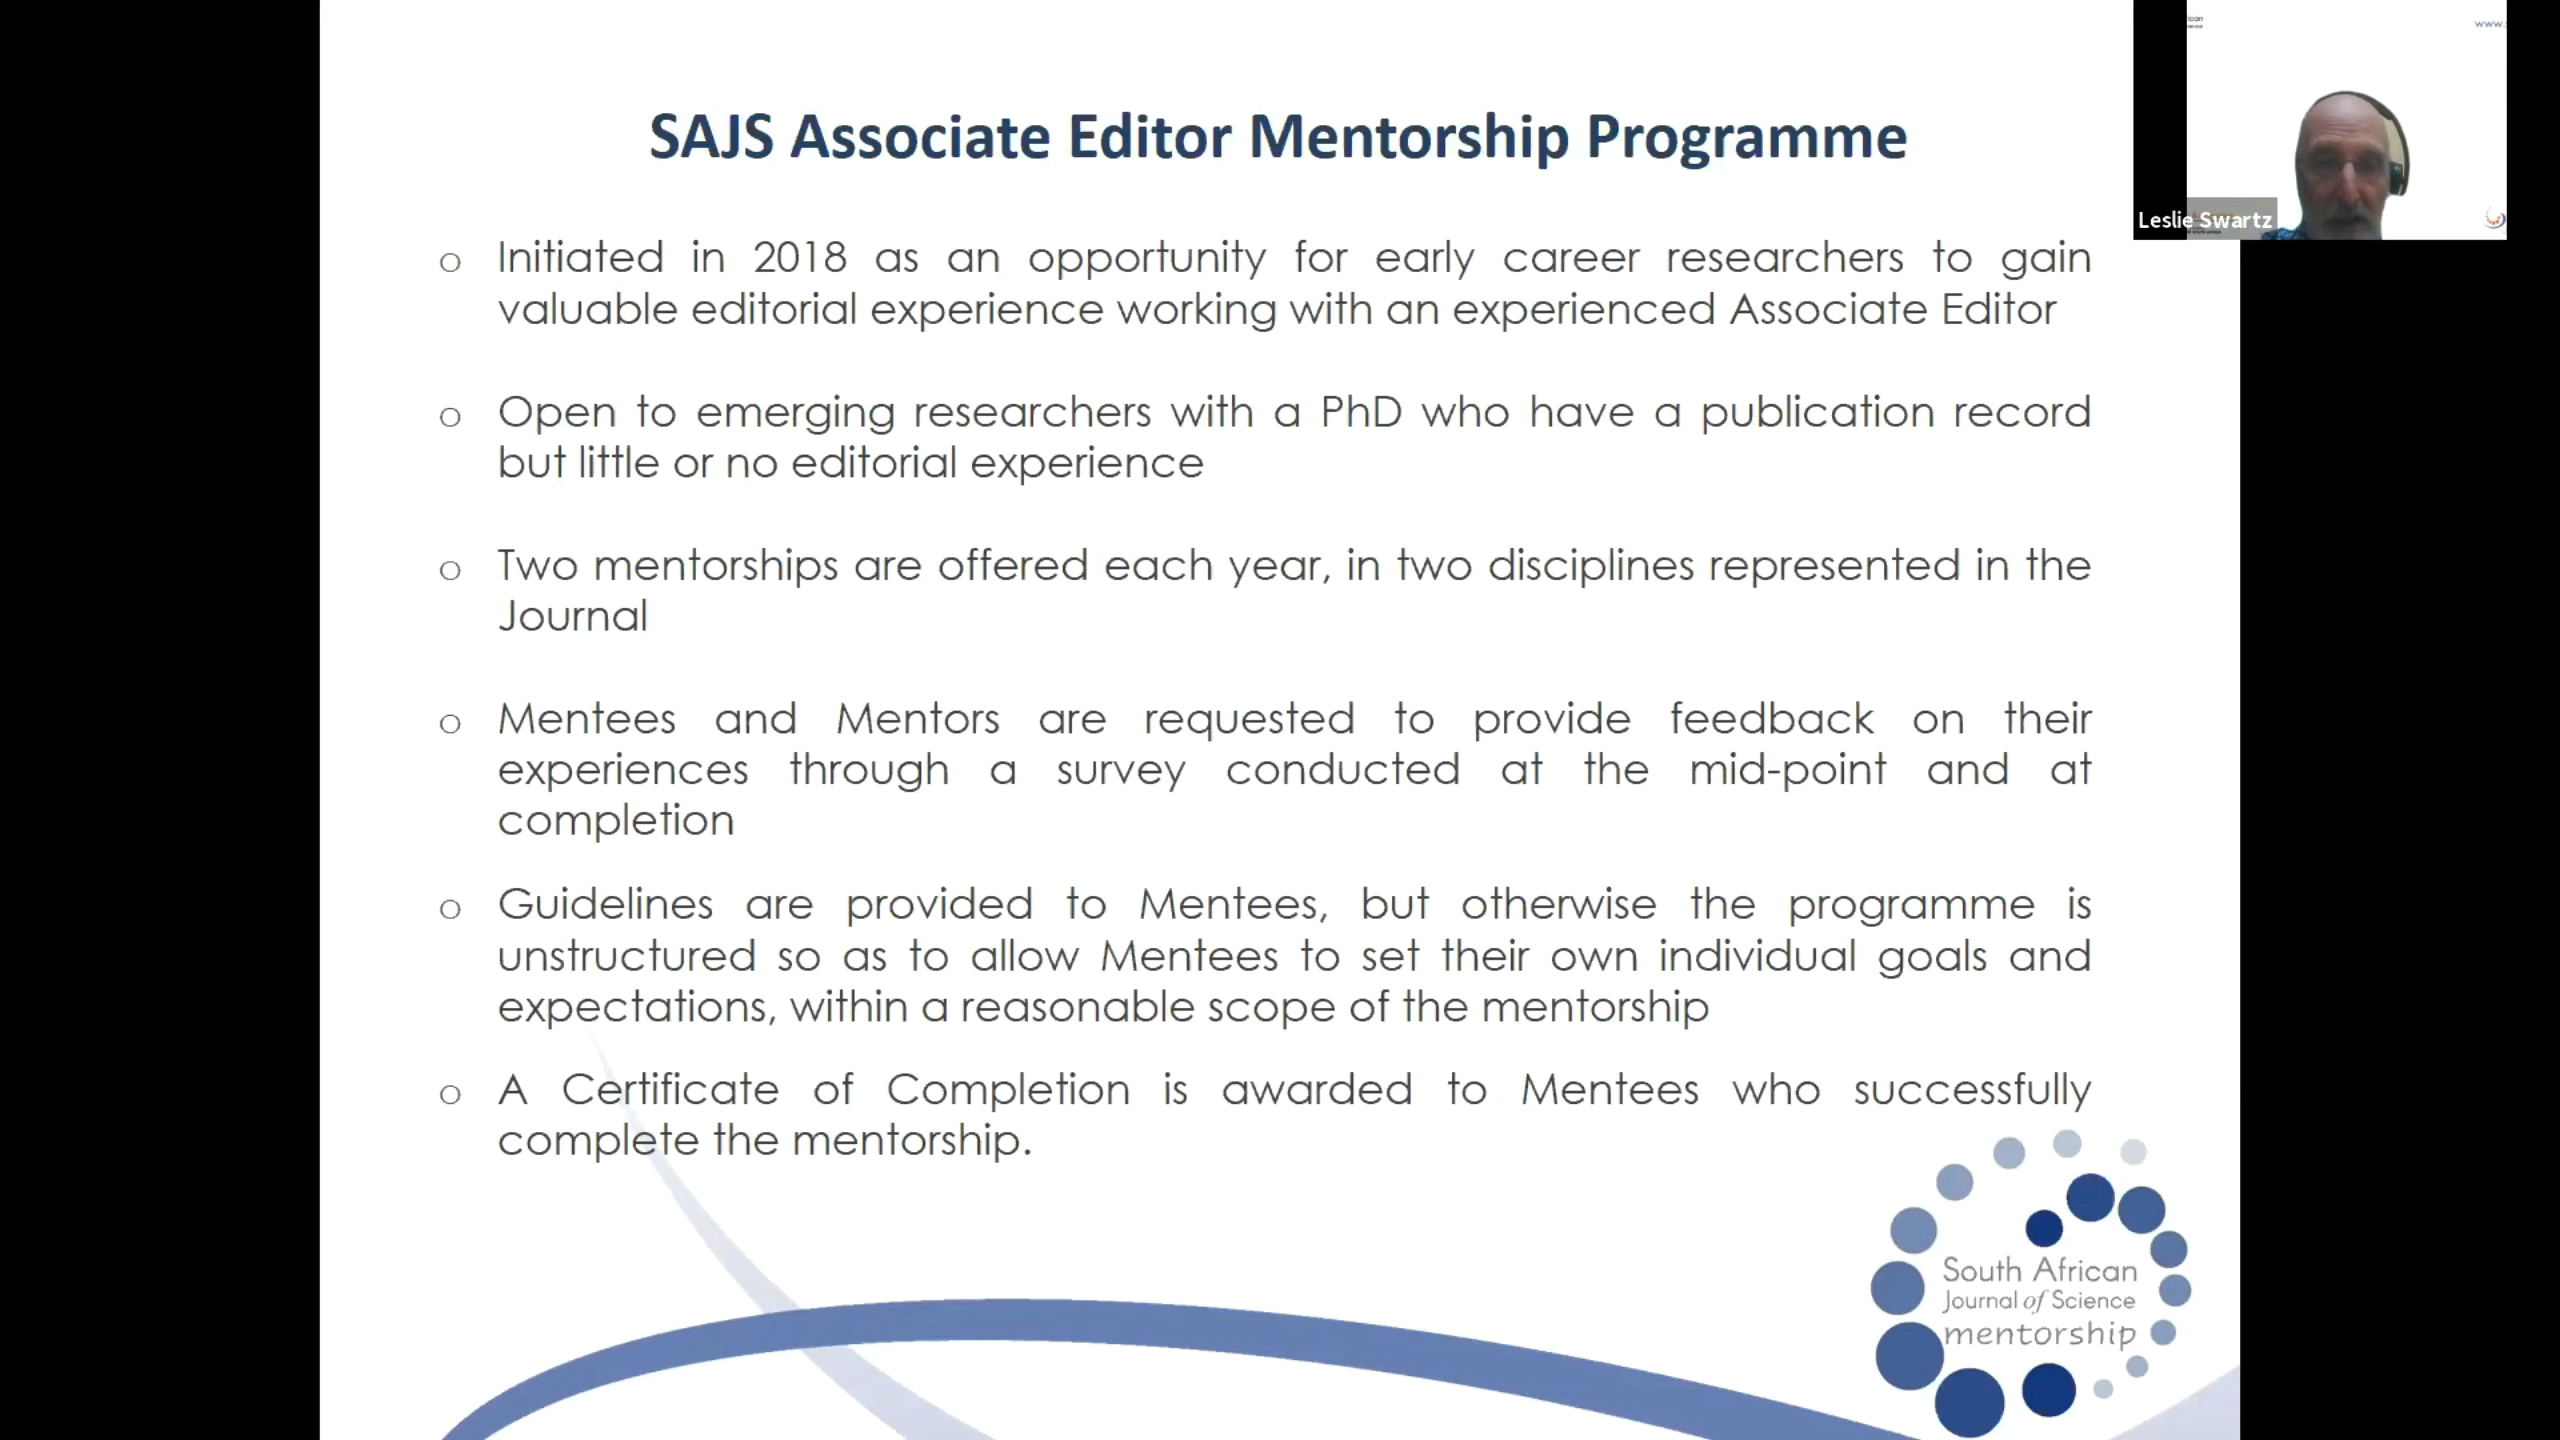 SAJS Associate Editor Mentorship Programme
Initiated in 2018 as an opportunity for early career researchers to gain
valuable editorial experience working with an experienced Associate Editor
Open to emerging researchers with a PhD who have a publication record
but little or no editorial experience
Two mentorships are offered each year, in two disciplines represented in the
Journal
Mentees and Mentors are requested to provide feedback on their
experiences through a survey conducted at the mid-point and at
completion
Guidelines are provided to Mentees, but otherwise the programme is
unstructured so as to allow Mentees to set their own individual goals and
expectations, within a reasonable scope of the mentorship
A Certificate of Completion is awarded to Mentees who successfully
complete the mentorship.
South African
Journal of Science
mentorship
www.
Leslie Swartz